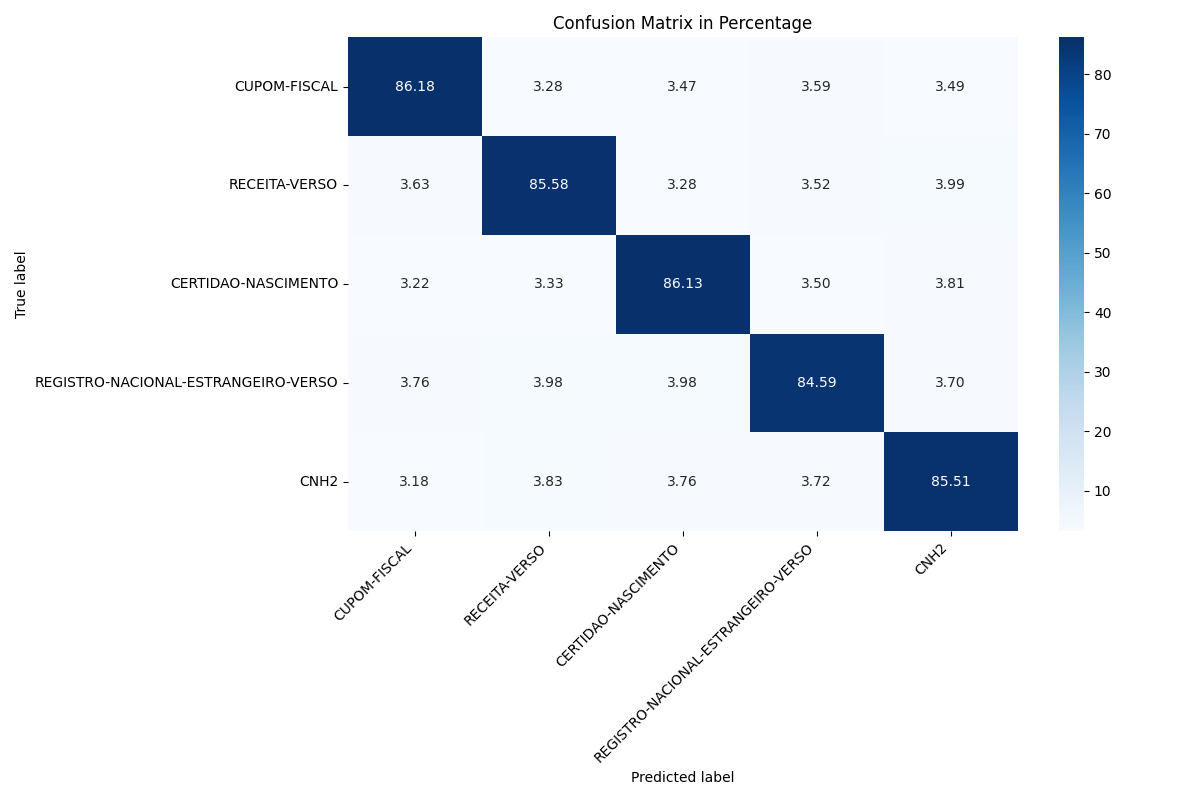 Confusion Matrix in Percentage
CUPOM-FISCAL 86.18 3.28 3.47 3.59 3.49
RECEITA-VERSO 3.63 85.58 3.28 3.52 3.99
CERTIDAO-NASCIMENTO 3.22 3.33 86.13 3.50 3.81
REGISTRO-NACIONAL-ESTRANGEIRO-VERSO 3.76 3.98 3.98 84.59 3.70
CNH2 3.18 3.83 3.76 3.72 85.51
True label
CUPOM-FISCAL
RECEITA-VERSO
CERTIDAO-NASCIMENTO
REGISTRO-NACIONAL-ESTRANGEIRO-VERSO
CNH2
Predicted label
80
70
60
50
40
30
20
10